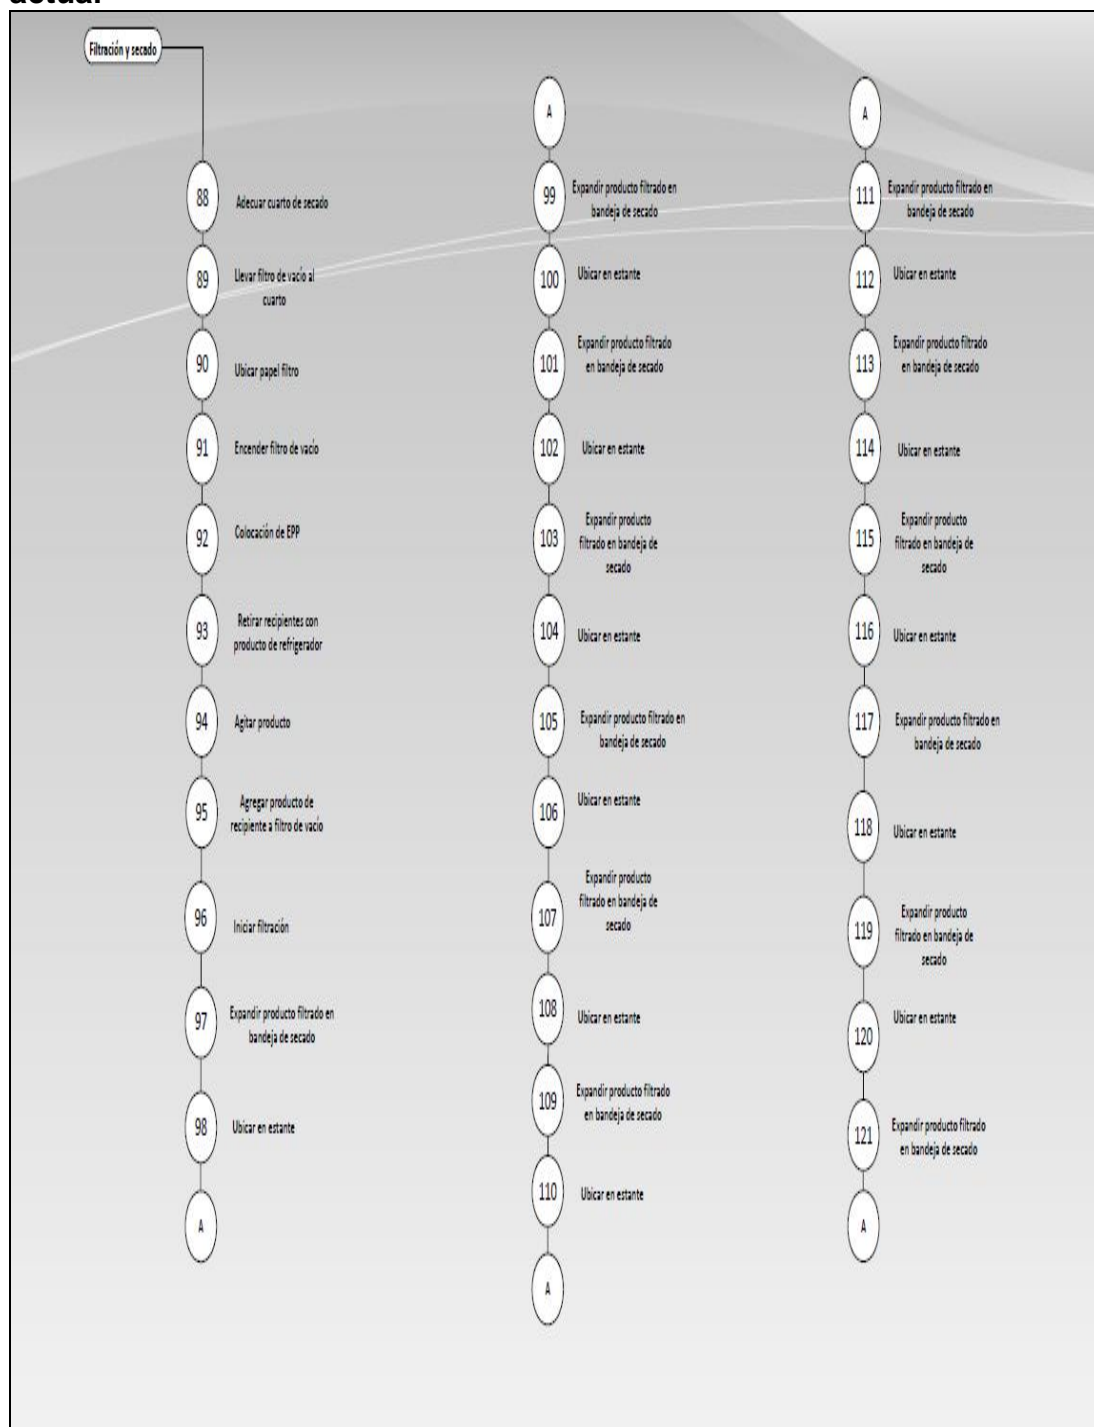 actual
Filtración y secado
88
Adecuar cuarto de secado
89
Llevar filtro de vacío al
cuarto
90
Ubicar papel filtro
91
Encender filtro de vacío
92
Colocación de EPP
93
Retirar recipientes con
producto de refrigerador
94
Agitar producto
95
Agregar producto de
recipiente a filtro de vacío
96
Iniciar filtración
97
Expandir producto filtrado en
bandeja de secado
98
Ubicar en estante
A
A
99
Expandir producto filtrado en
bandeja de secado
100
Ubicar en estante
101
Expandir producto filtrado
en bandeja de secado
102
Ubicar en estante
103
Expandir producto
filtrado en bandeja de
secado
104
Ubicar en estante
105
Expandir producto filtrado en
bandeja de secado
106
Ubicar en estante
107
Expandir producto
filtrado en bandeja de
secado
108
Ubicar en estante
109
Expandir producto filtrado
en bandeja de secado
110
Ubicar en estante
A
A
111
Expandir producto filtrado en
bandeja de secado
112
Ubicar en estante
113
Expandir producto filtrado
en bandeja de secado
114
Ubicar en estante
115
Expandir producto
filtrado en bandeja de
secado
116
Ubicar en estante
117
Expandir producto filtrado en
bandeja de secado
118
Ubicar en estante
119
Expandir producto
filtrado en bandeja de
secado
120
Ubicar en estante
121
Expandir producto filtrado
en bandeja de secado
A